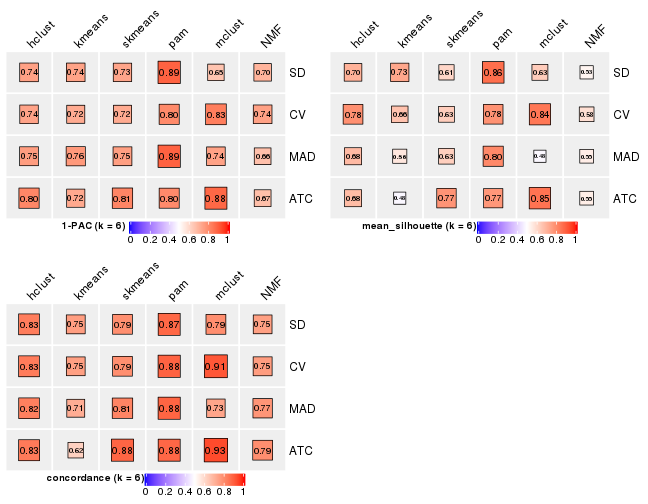 hclust kmeans skmeans pam mclust NMF
0.74 0.74 0.73 0.89 0.65 0.70 SD
0.74 0.72 0.72 0.80 0.83 0.74 CV
0.75 0.76 0.75 0.89 0.74 0.66 MAD
0.80 0.72 0.81 0.80 0.88 0.67 ATC
1-PAC (k = 6)
0 0.2 0.4 0.6 0.8 1
hclust kmeans skmeans pam mclust NMF
0.70 0.73 0.61 0.86 0.63 0.53 SD
0.78 0.66 0.63 0.78 0.84 0.58 CV
0.68 0.56 0.63 0.80 0.48 0.55 MAD
0.68 0.48 0.77 0.77 0.85 0.55 ATC
mean_silhouette (k = 6)
0 0.2 0.4 0.6 0.8 1
hclust kmeans skmeans pam mclust NMF
0.83 0.75 0.79 0.87 0.79 0.75 SD
0.83 0.75 0.79 0.88 0.91 0.75 CV
0.82 0.71 0.81 0.88 0.73 0.77 MAD
0.83 0.62 0.88 0.88 0.93 0.79 ATC
concordance (k = 6)
0 0.2 0.4 0.6 0.8 1